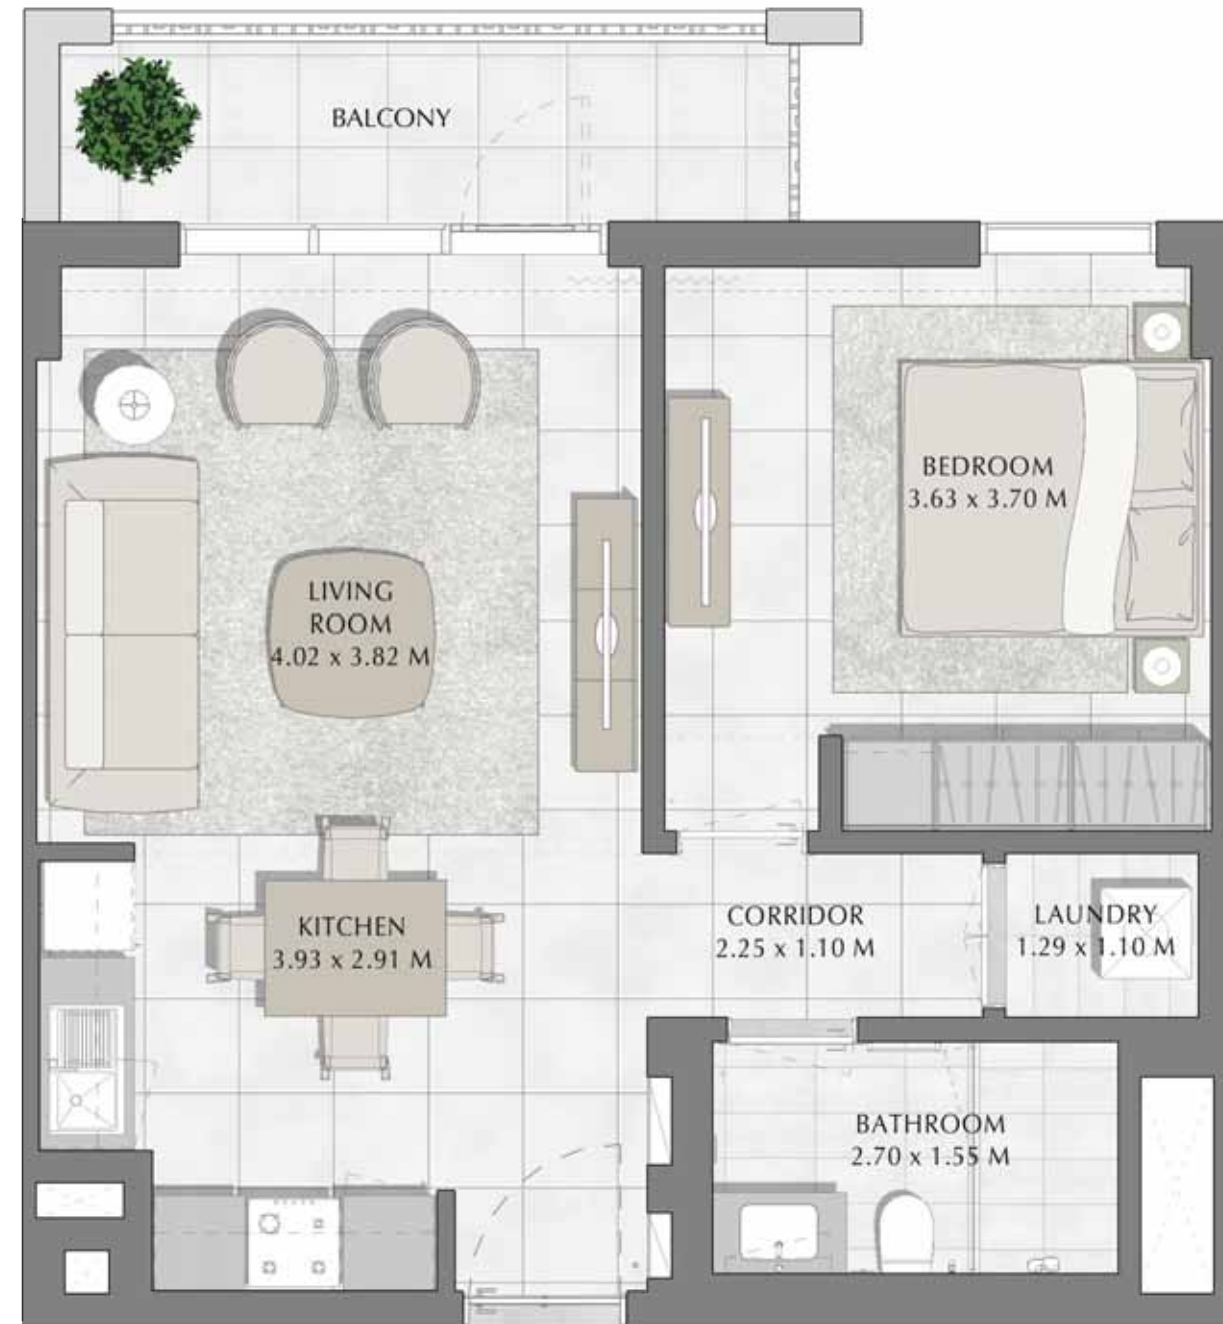 BALCONY
BEDROOM
3.63 x 3.70 M
LIVING
ROOM
4.02 x 3.82 M
KITCHEN
3.93 x 2.91 M
CORRIDOR
2.25 x 1.10 M
LAUNDRY
1.29 x 1.10 M
BATHROOM
2.70 x 1.55 M